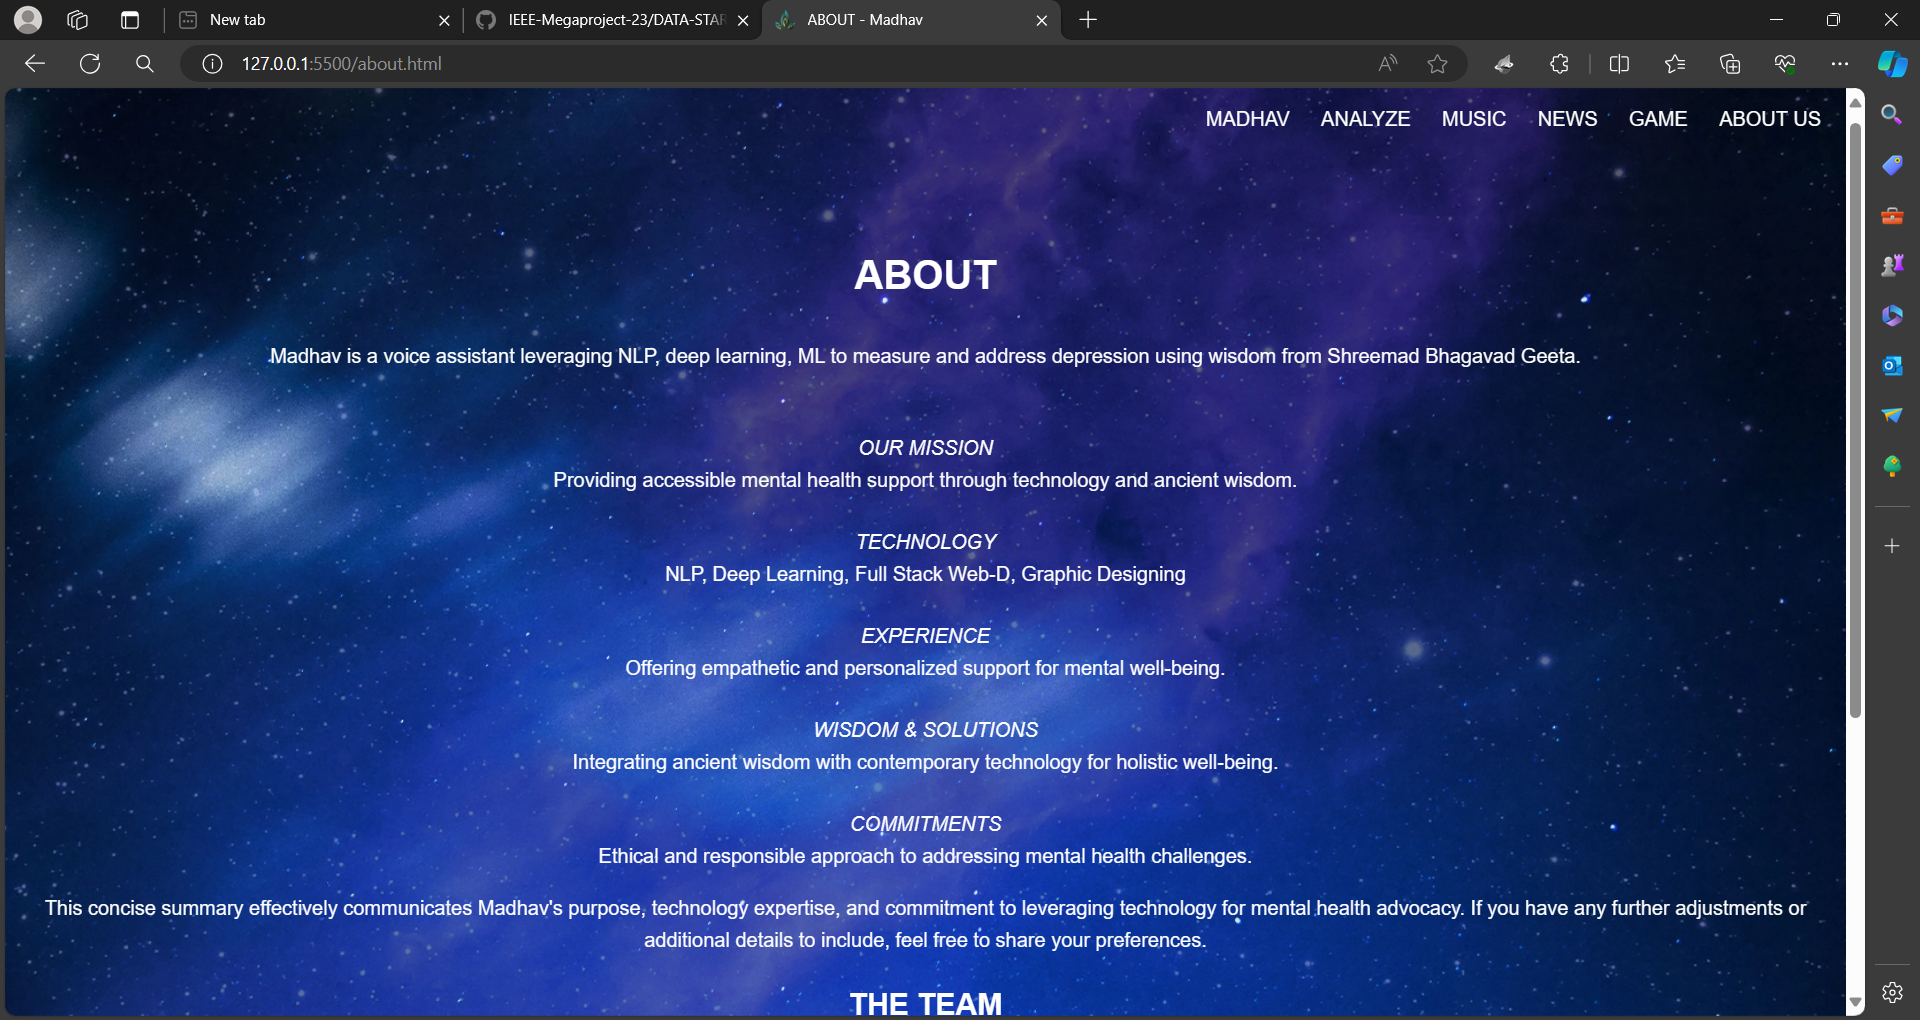 New tab
IEEE-Megaproject-23/DATA-STAR
ABOUT - Madhav
127.0.0.1:5500/about.html
MADHAV ANALYZE MUSIC NEWS GAME ABOUT US
ABOUT
Madhav is a voice assistant leveraging NLP, deep learning, ML to measure and address depression using wisdom from Shreemad Bhagavad Geeta.
OUR MISSION
Providing accessible mental health support through technology and ancient wisdom.
TECHNOLOGY
NLP, Deep Learning, Full Stack Web-D, Graphic Designing
EXPERIENCE
Offering empathetic and personalized support for mental well-being.
WISDOM & SOLUTIONS
Integrating ancient wisdom with contemporary technology for holistic well-being.
COMMITMENTS
Ethical and responsible approach to addressing mental health challenges.
This concise summary effectively communicates Madhav's purpose, technology expertise, and commitment to leveraging technology for mental health advocacy. If you have any further adjustments or
additional details to include, feel free to share your preferences.
THE TEAM